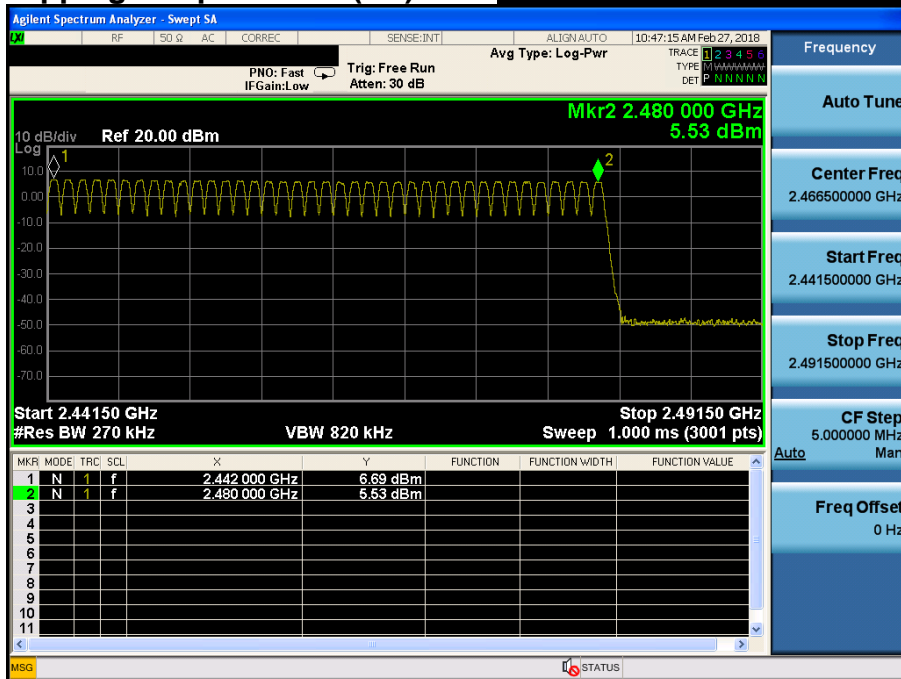 Agilent Spectrum Analyzer - Swept SA
LXI RF 50 Ω AC CORREC SENSE:INT ALIGN AUTO 10:47:15 AM Feb 27, 2018
Avg Type: Log-Pwr
TRACE 1 2 3 4 5 6
TYPE M WWWWW
DET P N N N N N
PNO: Fast
IFGain:Low
Trig: Free Run
Atten: 30 dB
Mkr2 2.480 000 GHz
5.53 dBm
10 dB/div Ref 20.00 dBm
Log
1
2
10.0
0.00
-10.0
-20.0
-30.0
-40.0
-50.0
-60.0
-70.0
Start 2.44150 GHz Stop 2.49150 GHz
#Res BW 270 kHz VBW 820 kHz Sweep 1.000 ms (3001 pts)
MKR MODE TRC SCL X Y FUNCTION FUNCTION WIDTH FUNCTION VALUE
1 N 1 f 2.442 000 GHz 6.69 dBm
2 N 1 f 2.480 000 GHz 5.53 dBm
3
4
5
6
7
8
9
10
11
MSG STATUS
Frequency
Auto Tune
Center Freq
2.466500000 GHz
Start Freq
2.441500000 GHz
Stop Freq
2.491500000 GHz
CF Step
5.000000 MHz
Auto Man
Freq Offset
0 Hz